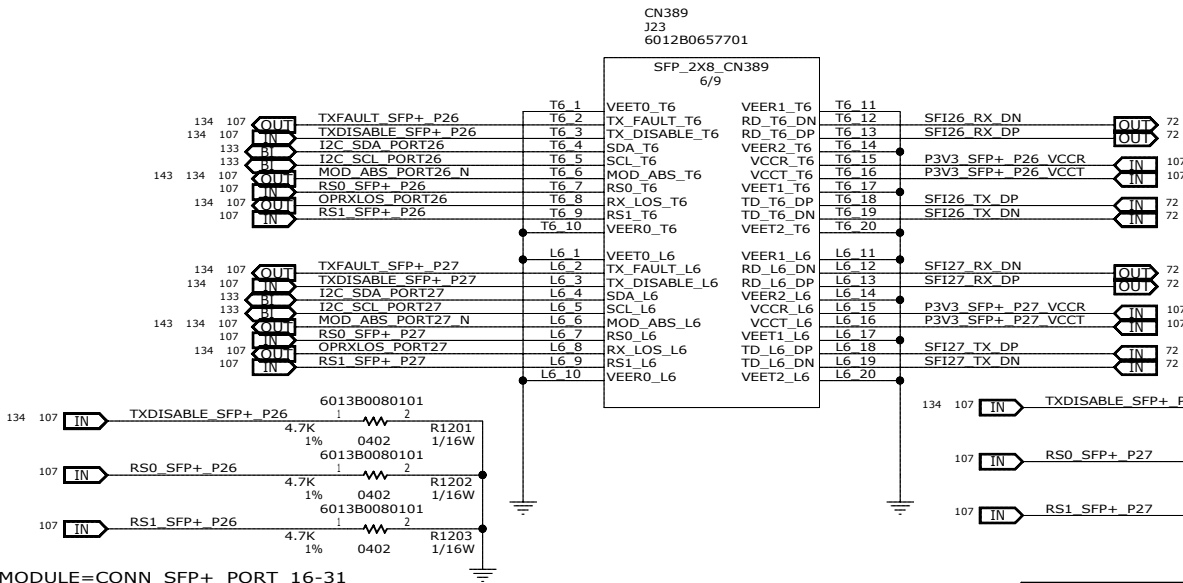 CN389
J23
6012B0657701
SFP_2X8_CN389
6/9
T6_1 VEET0_T6 VEER1_T6 T6_11
134 107 OUT TXFAULT_SFP+_P26 T6_2 TX_FAULT_T6 RD_T6_DN T6_12 SFI26_RX_DN OUT 72
134 107 IN TXDISABLE_SFP+_P26 T6_3 TX_DISABLE_T6 RD_T6_DP T6_13 SFI26_RX_DP OUT 72
133 BI I2C_SDA_PORT26 T6_4 SDA_T6 VEER2_T6 T6_14
133 BI I2C_SCL_PORT26 T6_5 SCL_T6 VCCR_T6 T6_15 P3V3_SFP+_P26_VCCR IN 107
143 134 107 OUT MOD_ABS_PORT26_N T6_6 MOD_ABS_T6 VCCT_T6 T6_16 P3V3_SFP+_P26_VCCT IN 107
107 IN RS0_SFP+_P26 T6_7 RS0_T6 VEET1_T6 T6_17
134 107 OUT OPRXLOS_PORT26 T6_8 RX_LOS_T6 TD_T6_DP T6_18 SFI26_TX_DP IN 72
107 IN RS1_SFP+_P26 T6_9 RS1_T6 TD_T6_DN T6_19 SFI26_TX_DN IN 72
T6_10 VEER0_T6 VEET2_T6 T6_20
L6_1 VEET0_L6 VEER1_L6 L6_11
134 107 OUT TXFAULT_SFP+_P27 L6_2 TX_FAULT_L6 RD_L6_DN L6_12 SFI27_RX_DN OUT 72
134 107 IN TXDISABLE_SFP+_P27 L6_3 TX_DISABLE_L6 RD_L6_DP L6_13 SFI27_RX_DP OUT 72
133 BI I2C_SDA_PORT27 L6_4 SDA_L6 VEER2_L6 L6_14
133 BI I2C_SCL_PORT27 L6_5 SCL_L6 VCCR_L6 L6_15 P3V3_SFP+_P27_VCCR IN 107
143 134 107 OUT MOD_ABS_PORT27_N L6_6 MOD_ABS_L6 VCCT_L6 L6_16 P3V3_SFP+_P27_VCCT IN 107
107 IN RS0_SFP+_P27 L6_7 RS0_L6 VEET1_L6 L6_17
134 107 OUT OPRXLOS_PORT27 L6_8 RX_LOS_L6 TD_L6_DP L6_18 SFI27_TX_DP IN 72
107 IN RS1_SFP+_P27 L6_9 RS1_L6 TD_L6_DN L6_19 SFI27_TX_DN IN 72
L6_10 VEER0_L6 VEET2_L6 L6_20
6013B0080101
134 107 IN TXDISABLE_SFP+_P26 1 2
4.7K R1201
1% 0402 1/16W
6013B0080101
107 IN RS0_SFP+_P26 1 2
4.7K R1202
1% 0402 1/16W
6013B0080101
107 IN RS1_SFP+_P26 1 2
4.7K R1203
1% 0402 1/16W
134 107 IN TXDISABLE_SFP+_P
107 IN RS0_SFP+_P27
107 IN RS1_SFP+_P27
MODULE=CONN_SFP+_PORT_16-31